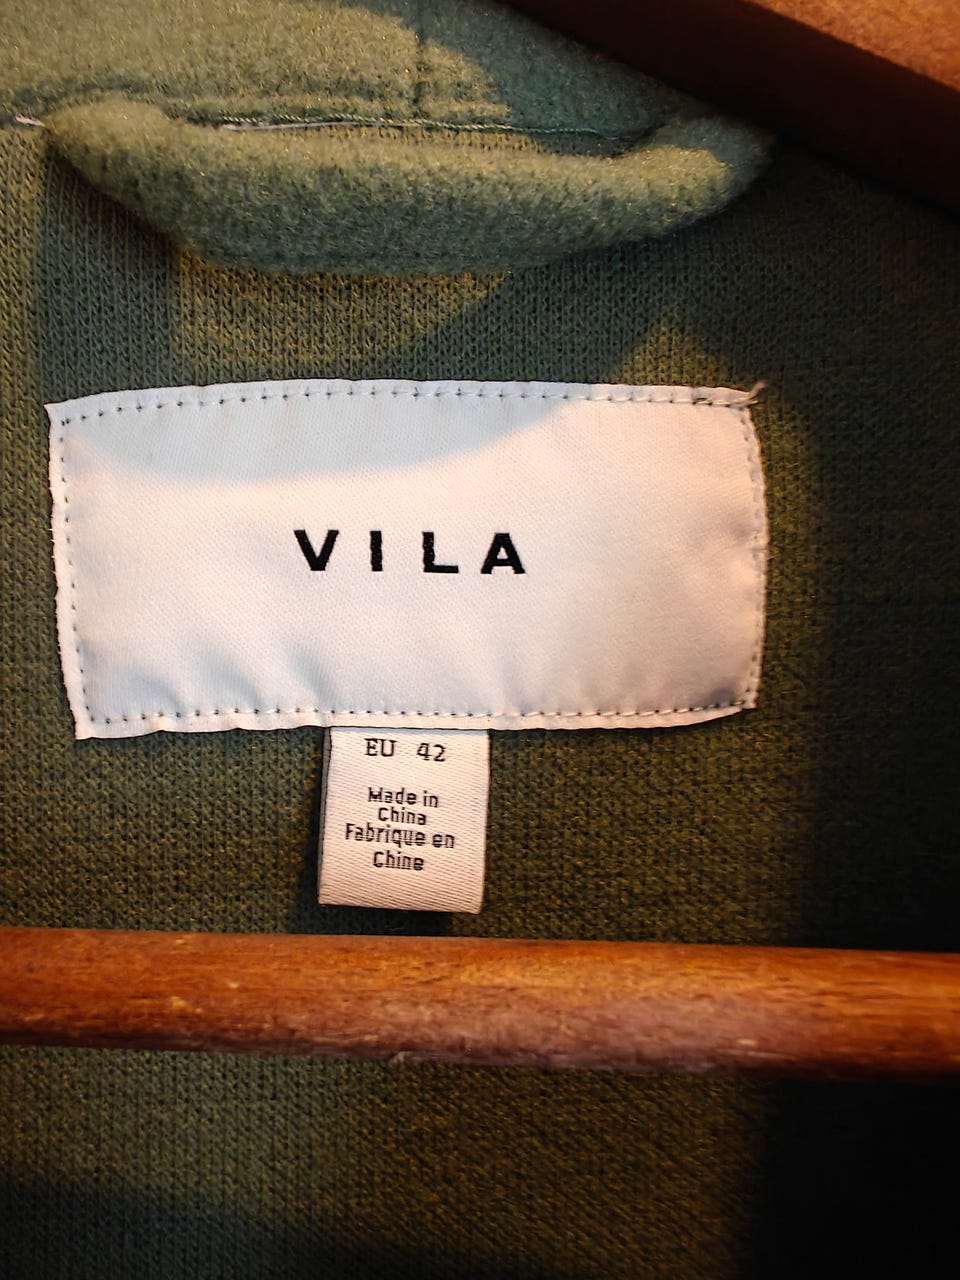 VILA
EU 42
Made in
China
Fabrique en
Chine